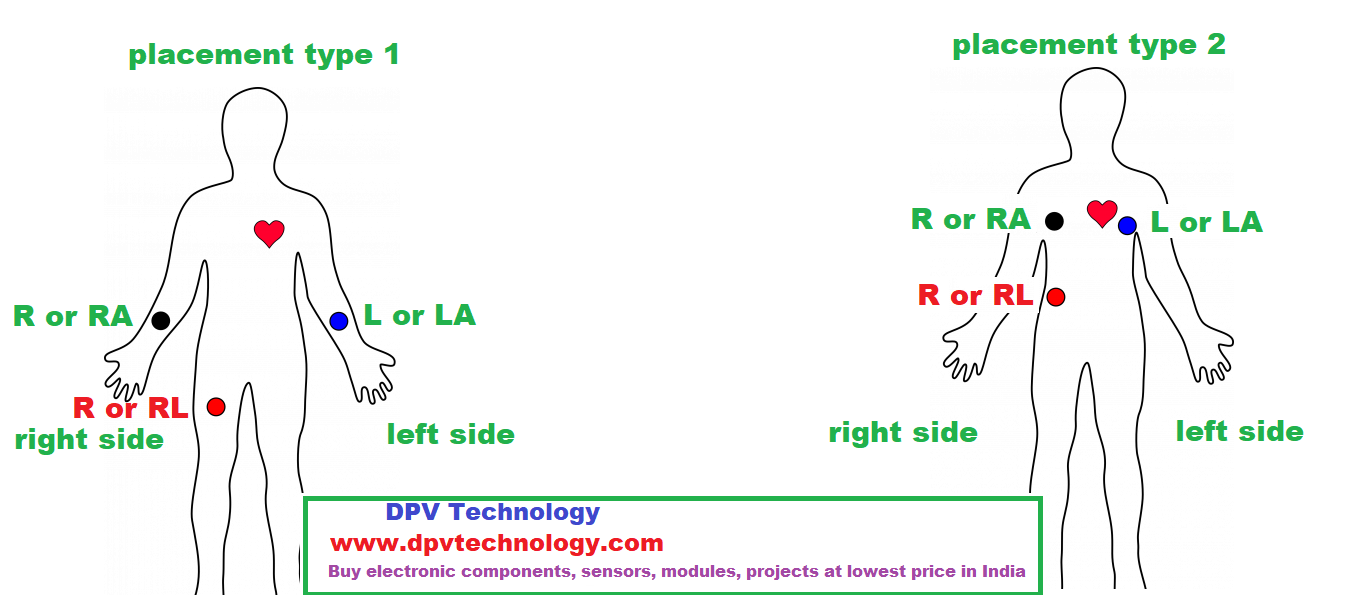 placement type 1
placement type 2
R or RA
L or LA
R or RA
L or LA
R or RL
R or RL
right side
left side
right side
left side
DPV Technology
www.dpvtechnology.com
Buy electronic components, sensors, modules, projects at lowest price in India